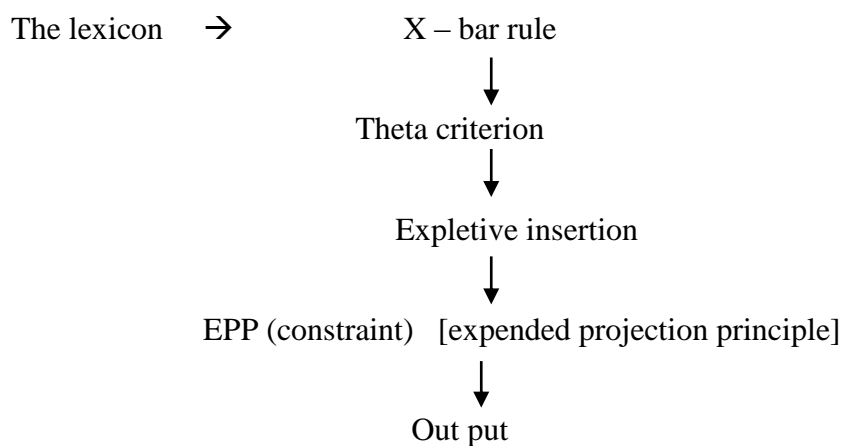 The lexicon → X – bar rule
Theta criterion
Expletive insertion
EPP (constraint) [expended projection principle]
Out put